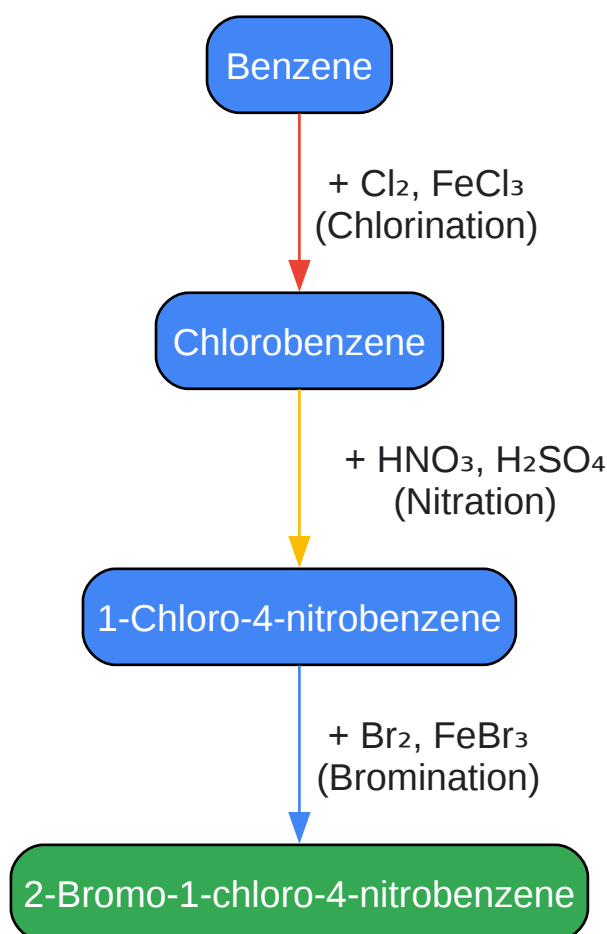 Benzene
+ Cl₂, FeCl₃
(Chlorination)
Chlorobenzene
+ HNO₃, H₂SO₄
(Nitration)
1-Chloro-4-nitrobenzene
+ Br₂, FeBr₃
(Bromination)
2-Bromo-1-chloro-4-nitrobenzene